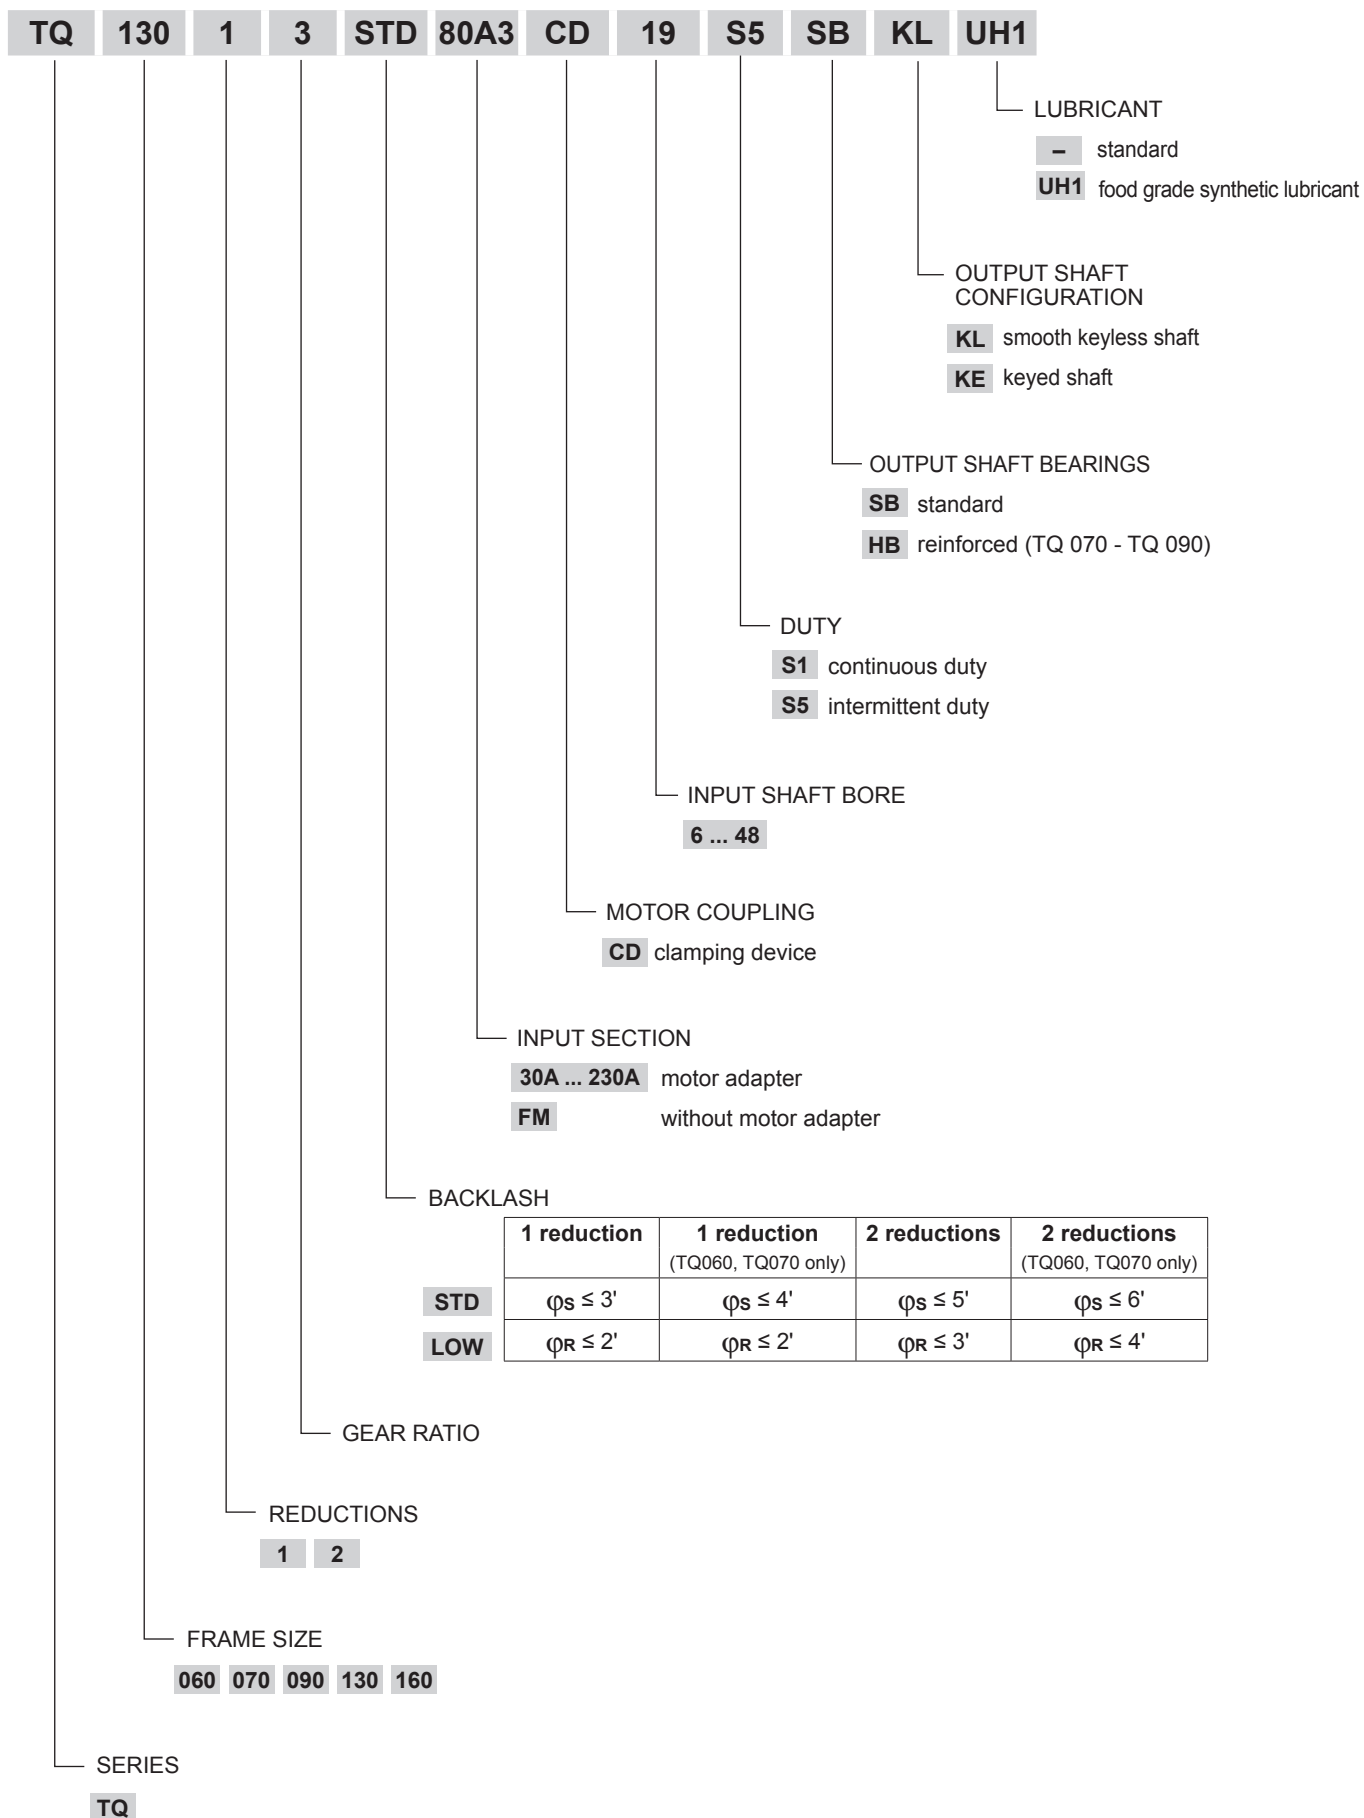 TQ 130 1 3 STD 80A3 CD 19 S5 SB KL UH1
LUBRICANT
– standard
UH1 food grade synthetic lubricant
OUTPUT SHAFT
CONFIGURATION
KL smooth keyless shaft
KE keyed shaft
OUTPUT SHAFT BEARINGS
SB standard
HB reinforced (TQ 070 - TQ 090)
DUTY
S1 continuous duty
S5 intermittent duty
INPUT SHAFT BORE
6 ... 48
MOTOR COUPLING
CD clamping device
INPUT SECTION
30A ... 230A motor adapter
FM without motor adapter
BACKLASH
1 reduction 1 reduction 2 reductions 2 reductions
(TQ060, TQ070 only) (TQ060, TQ070 only)
STD φS ≤ 3' φS ≤ 4' φS ≤ 5' φS ≤ 6'
LOW φR ≤ 2' φR ≤ 2' φR ≤ 3' φR ≤ 4'
GEAR RATIO
REDUCTIONS
1 2
FRAME SIZE
060 070 090 130 160
SERIES
TQ